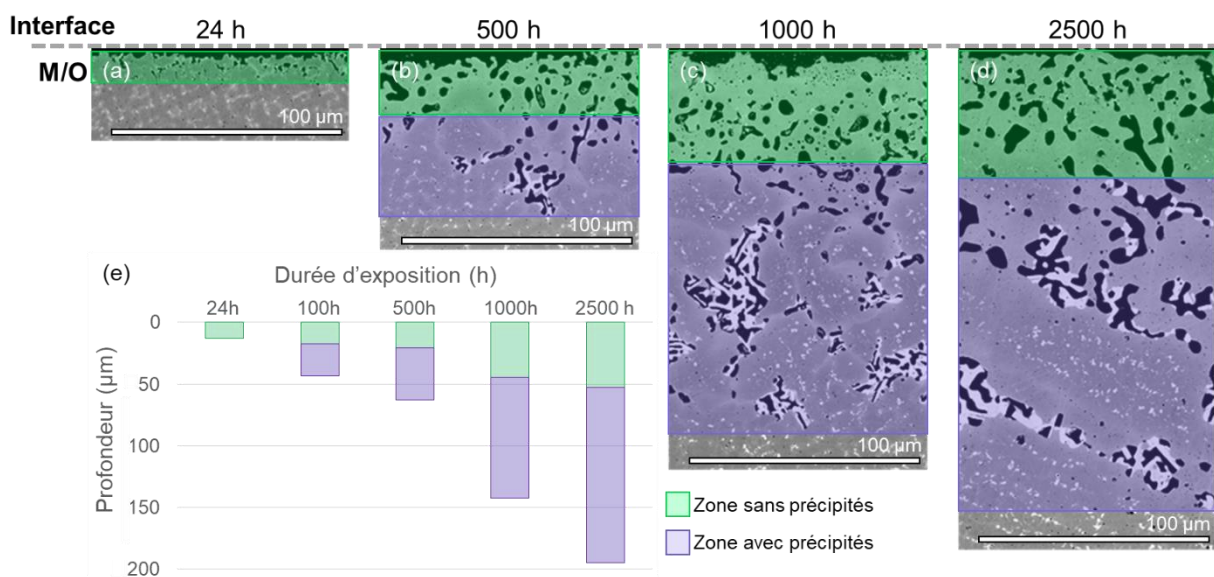 Interface
24 h
500 h
1000 h
2500 h
M/O
(a)
(b)
(c)
(d)
100 µm
100 µm
100 µm
100 µm
(e)
Durée d'exposition (h)
24h
100h
500h
1000h
2500 h
Profondeur (µm)
0
50
100
150
200
Zone sans précipités
Zone avec précipités